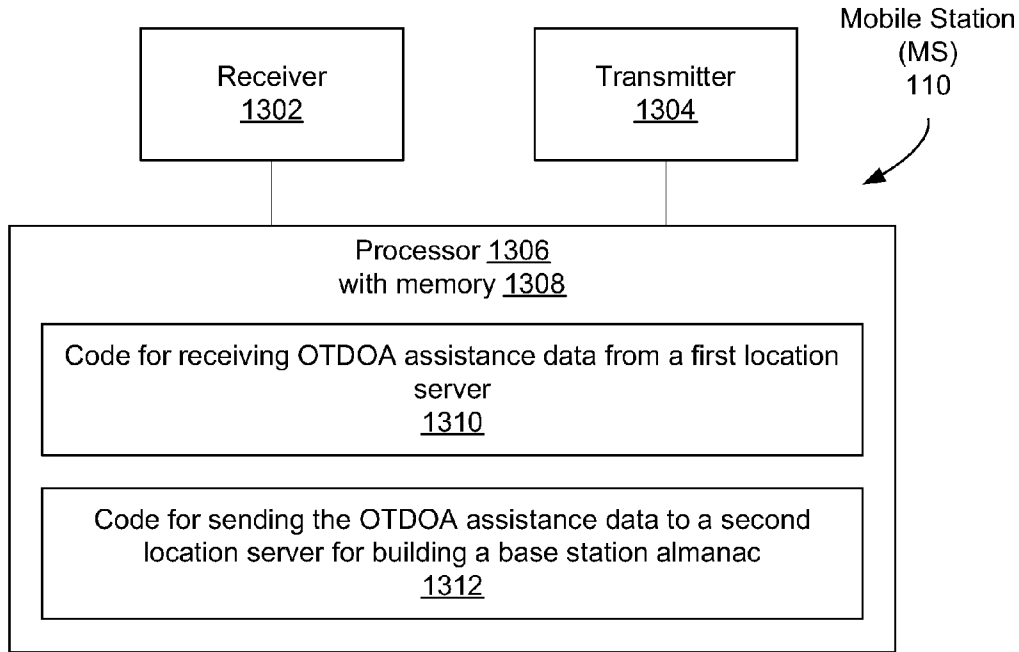 Mobile Station
(MS)
110
Receiver
1302
Transmitter
1304
Processor 1306
with memory 1308
Code for receiving OTDOA assistance data from a first location
server
1310
Code for sending the OTDOA assistance data to a second
location server for building a base station almanac
1312